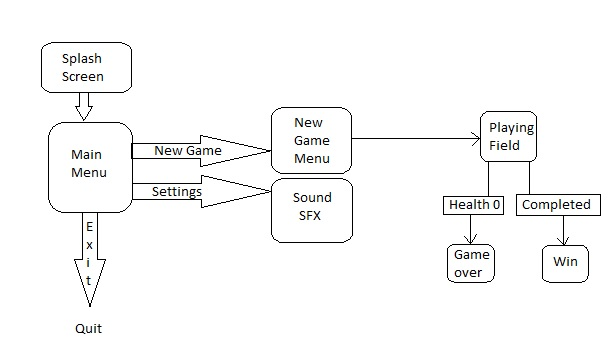 Splash
Screen
Main
Menu
New Game
Settings
Exit
Quit
New
Game
Menu
Sound
SFX
Playing
Field
Health 0
Completed
Game
over
Win